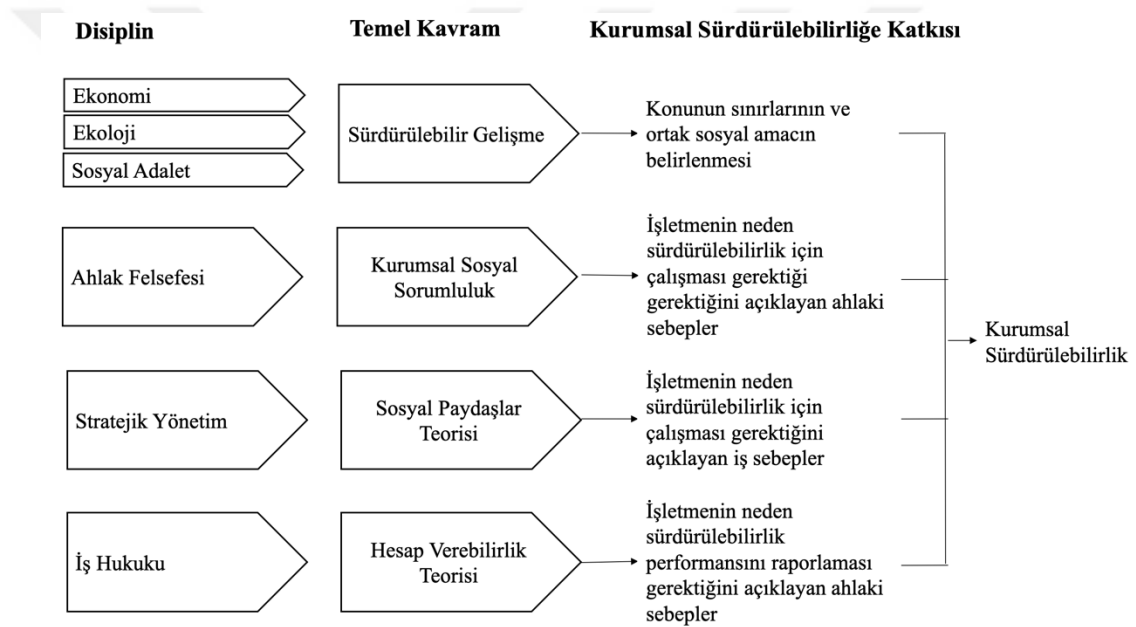 Disiplin
Temel Kavram
Kurumsal Sürdürülebilirliğe Katkısı
Ekonomi
Ekoloji
Sosyal Adalet
Sürdürülebilir Gelişme
Konunun sınırlarının ve
ortak sosyal amacın
belirlenmesi
Ahlak Felsefesi
Kurumsal Sosyal
Sorumluluk
İşletmenin neden
sürdürülebilirlik için
çalışması gerektiği
gerektiğini açıklayan ahlaki
sebepler
Stratejik Yönetim
Sosyal Paydaşlar
Teorisi
İşletmenin neden
sürdürülebilirlik için
çalışması gerektiğini
açıklayan iş sebepler
İş Hukuku
Hesap Verebilirlik
Teorisi
İşletmenin neden
sürdürülebilirlik
performansını raporlaması
gerektiğini açıklayan ahlaki
sebepler
Kurumsal
Sürdürülebilirlik